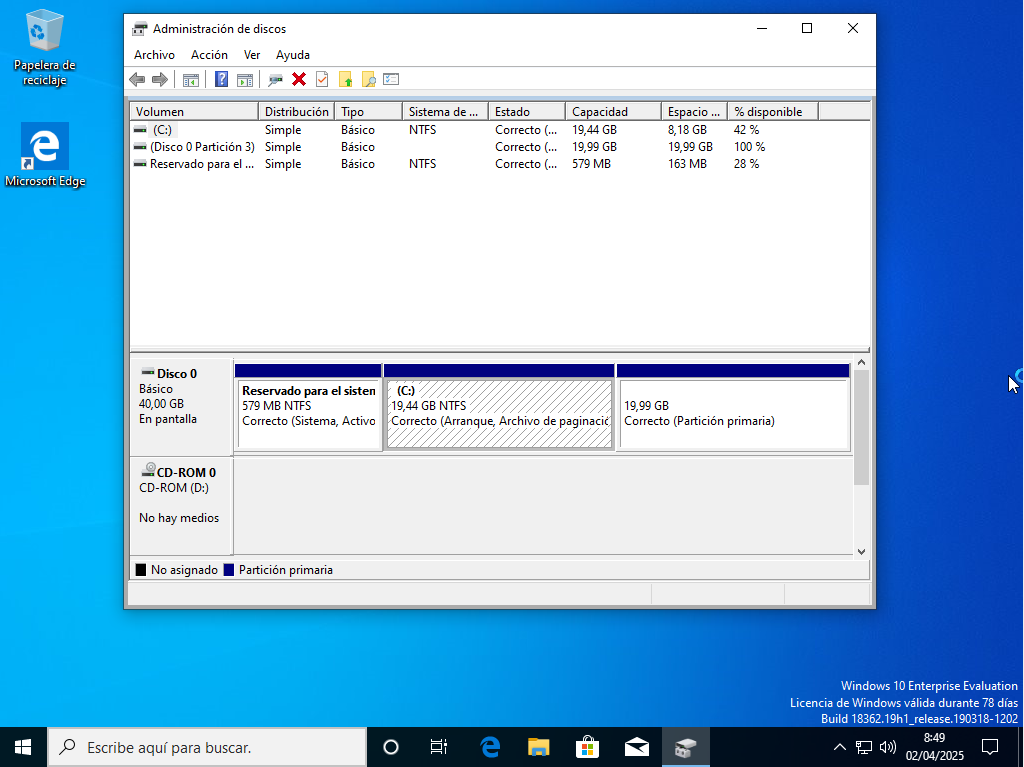 Papelera de
reciclaje
Microsoft Edge
Administración de discos
Archivo Acción Ver Ayuda
Volumen Distribución Tipo Sistema de ... Estado Capacidad Espacio ... % disponible
(C:) Simple Básico NTFS Correcto (... 19,44 GB 8,18 GB 42 %
(Disco 0 Partición 3) Simple Básico Correcto (... 19,99 GB 19,99 GB 100 %
Reservado para el ... Simple Básico NTFS Correcto (... 579 MB 163 MB 28 %
Disco 0
Básico
40,00 GB
En pantalla
Reservado para el sisten
579 MB NTFS
Correcto (Sistema, Activo
(C:)
19,44 GB NTFS
Correcto (Arranque, Archivo de paginació
19,99 GB
Correcto (Partición primaria)
CD-ROM 0
CD-ROM (D:)
No hay medios
No asignado Partición primaria
Windows 10 Enterprise Evaluation
Licencia de Windows válida durante 78 días
Build 18362.19h1_release.190318-1202
Escribe aquí para buscar.
8:49
02/04/2025